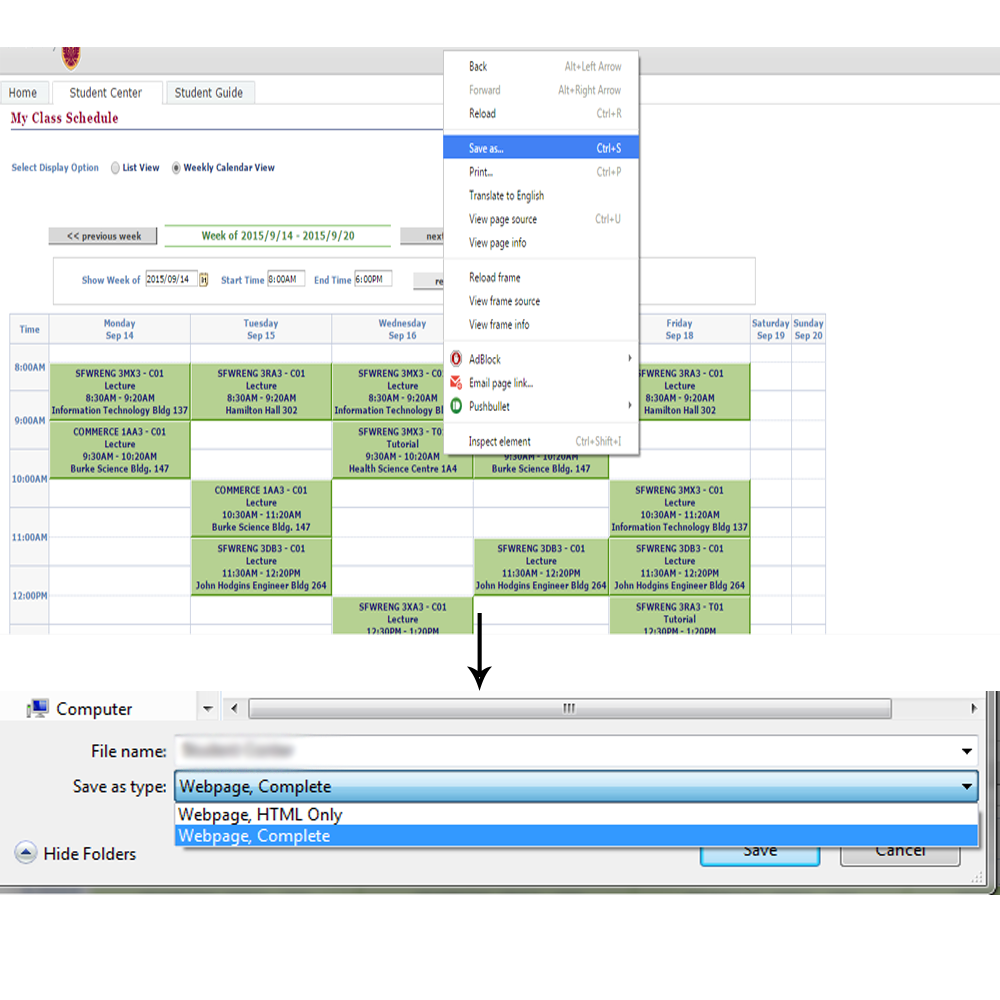 Home Student Center Student Guide
My Class Schedule
Select Display Option List View Weekly Calendar View
<< previous week Week of 2015/9/14 - 2015/9/20 next
Show Week of 2015/09/14 Start Time 8:00AM End Time 6:00PM
Back Alt+Left Arrow
Forward Alt+Right Arrow
Reload Ctrl+R
Save as... Ctrl+S
Print... Ctrl+P
Translate to English
View page source Ctrl+U
View page info
Reload frame
View frame source
View frame info
AdBlock
Email page link...
Pushbullet
Inspect element Ctrl+Shift+I
Time Monday Tuesday Wednesday Friday Saturday Sunday
Sep 14 Sep 15 Sep 16 Sep 18 Sep 19 Sep 20
8:00AM
SFWRENG 3MX3 - C01
Lecture
8:30AM - 9:20AM
Information Technology Bldg 137
SFWRENG 3RA3 - C01
Lecture
8:30AM - 9:20AM
Hamilton Hall 302
SFWRENG 3MX3 - C01
Lecture
8:30AM - 9:20AM
Information Technology Bl
SFWRENG 3RA3 - C01
Lecture
8:30AM - 9:20AM
Hamilton Hall 302
9:00AM
COMMERCE 1AA3 - C01
Lecture
9:30AM - 10:20AM
Burke Science Bldg. 147
SFWRENG 3MX3 - T0
Tutorial
9:30AM - 10:20AM
Health Science Centre 1A4
9:30AM - 10:20AM
Burke Science Bldg. 147
10:00AM
COMMERCE 1AA3 - C01
Lecture
10:30AM - 11:20AM
Burke Science Bldg. 147
SFWRENG 3MX3 - C01
Lecture
10:30AM - 11:20AM
Information Technology Bldg 137
11:00AM
SFWRENG 3DB3 - C01
Lecture
11:30AM - 12:20PM
John Hodgins Engineer Bldg 264
SFWRENG 3DB3 - C01
Lecture
11:30AM - 12:20PM
John Hodgins Engineer Bldg 264
SFWRENG 3DB3 - C01
Lecture
11:30AM - 12:20PM
John Hodgins Engineer Bldg 264
12:00PM
SFWRENG 3XA3 - C01
Lecture
12:30PM - 1:20PM
SFWRENG 3RA3 - T01
Tutorial
12:30PM - 1:20PM
Computer
File name:
Save as type: Webpage, Complete
Webpage, HTML Only
Webpage, Complete
Hide Folders Save Cancel